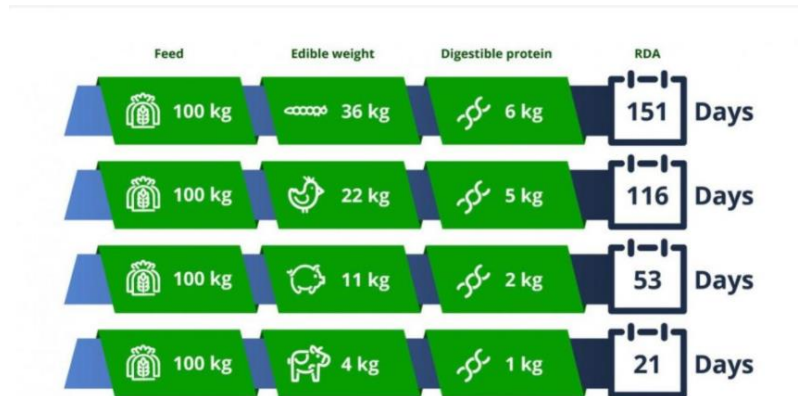 Feed Edible weight Digestible protein RDA
100 kg 36 kg 6 kg 151 Days
100 kg 22 kg 5 kg 116 Days
100 kg 11 kg 2 kg 53 Days
100 kg 4 kg 1 kg 21 Days